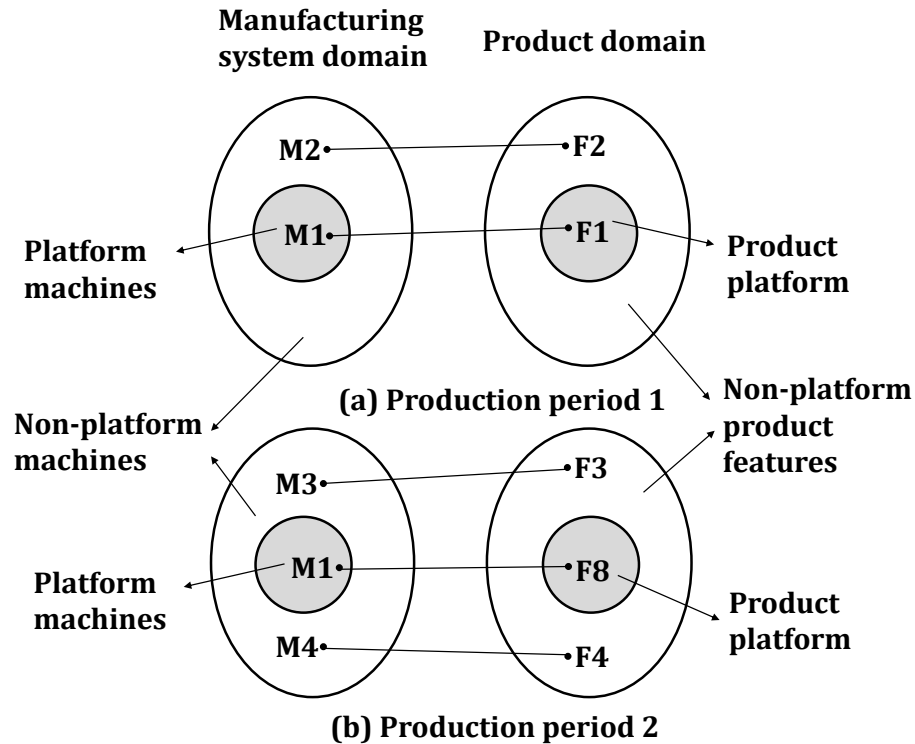 Manufacturing
system domain
Product domain
M2
F2
M1
F1
Platform
machines
Product
platform
(a) Production period 1
Non-platform
machines
Non-platform
product
features
M3
F3
M1
F8
Platform
machines
Product
platform
M4
F4
(b) Production period 2